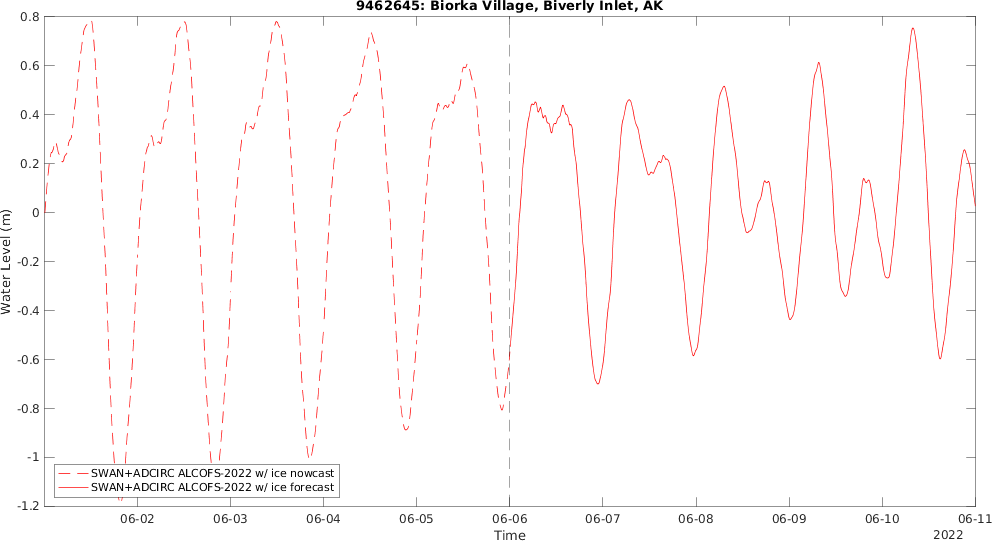 9462645: Biorka Village, Biverly Inlet, AK
0.8
0.6
0.4
0.2
0
-0.2
-0.4
-0.6
-0.8
-1
-1.2
Water Level (m)
SWAN+ADCIRC ALCOFS-2022 w/ ice nowcast
SWAN+ADCIRC ALCOFS-2022 w/ ice forecast
06-02 06-03 06-04 06-05 06-06 06-07 06-08 06-09 06-10 06-11
Time
2022